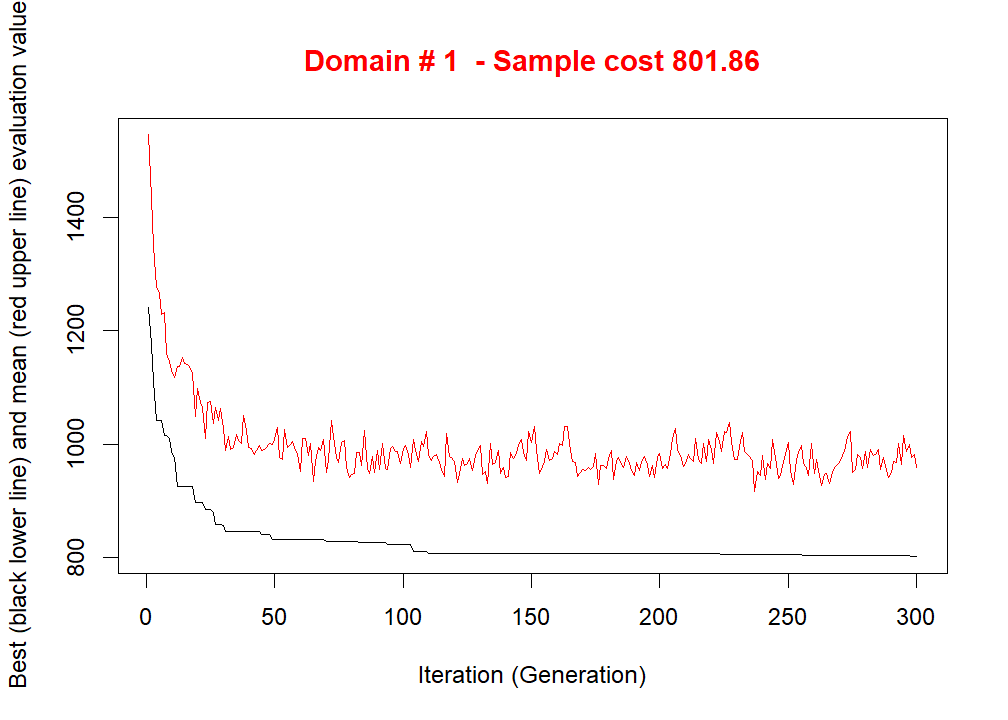 Domain # 1  - Sample cost 801.86
Best (black lower line) and mean (red upper line) evaluation value
1400
1200
1000
800
0 50 100 150 200 250 300
Iteration (Generation)